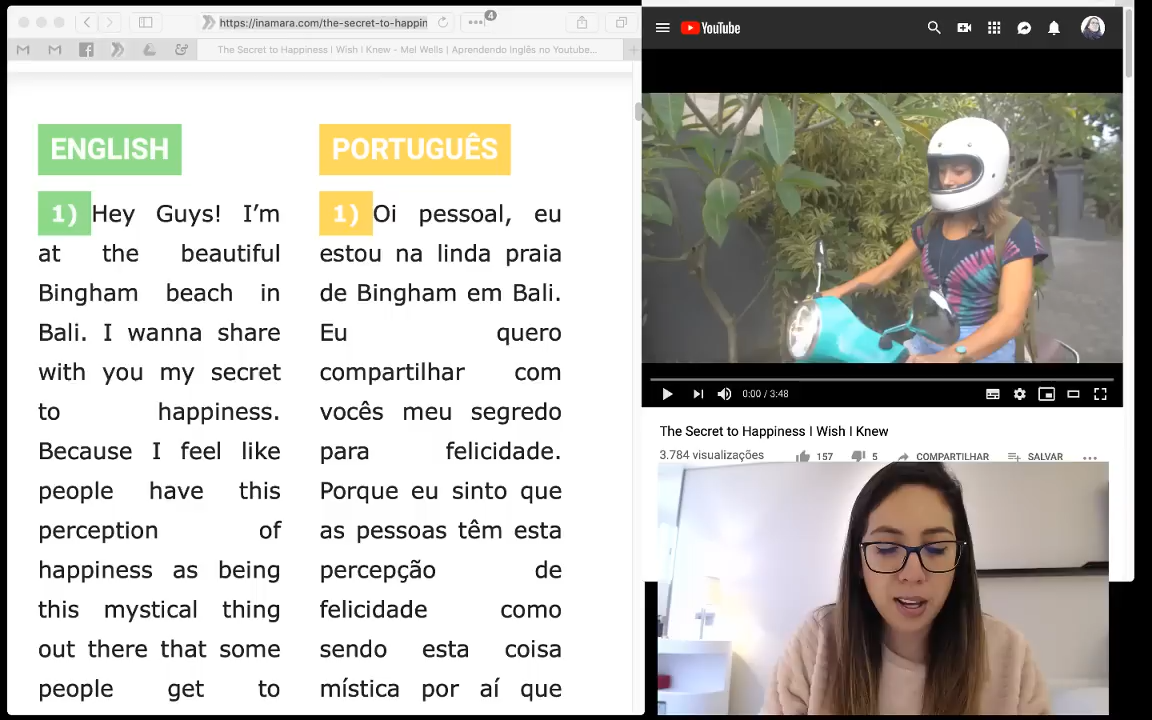 https://inamara.com/the-secret-to-happin
4
The Secret to Happiness I Wish I Knew - Mel Wells | Aprendendo Inglês no Youtube...
ENGLISH
1) Hey Guys! I’m
at the beautiful
Bingham beach in
Bali. I wanna share
with you my secret
to happiness.
Because I feel like
people have this
perception of
happiness as being
this mystical thing
out there that some
people get to
PORTUGUÊS
1) Oi pessoal, eu
estou na linda praia
de Bingham em Bali.
Eu quero
compartilhar com
vocês meu segredo
para felicidade.
Porque eu sinto que
as pessoas têm esta
percepção de
felicidade como
sendo esta coisa
mística por aí que
YouTube
0:00 / 3:48
The Secret to Happiness I Wish I Knew
3.784 visualizações
157
5
COMPARTILHAR
SALVAR